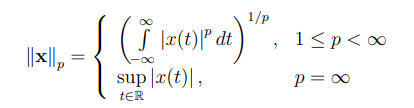 ‖x‖_p = { ( ∫_{-∞}^{∞} |x(t)|^p dt )^{1/p} , 1 ≤ p < ∞
sup_{t∈ℝ} |x(t)| , p = ∞